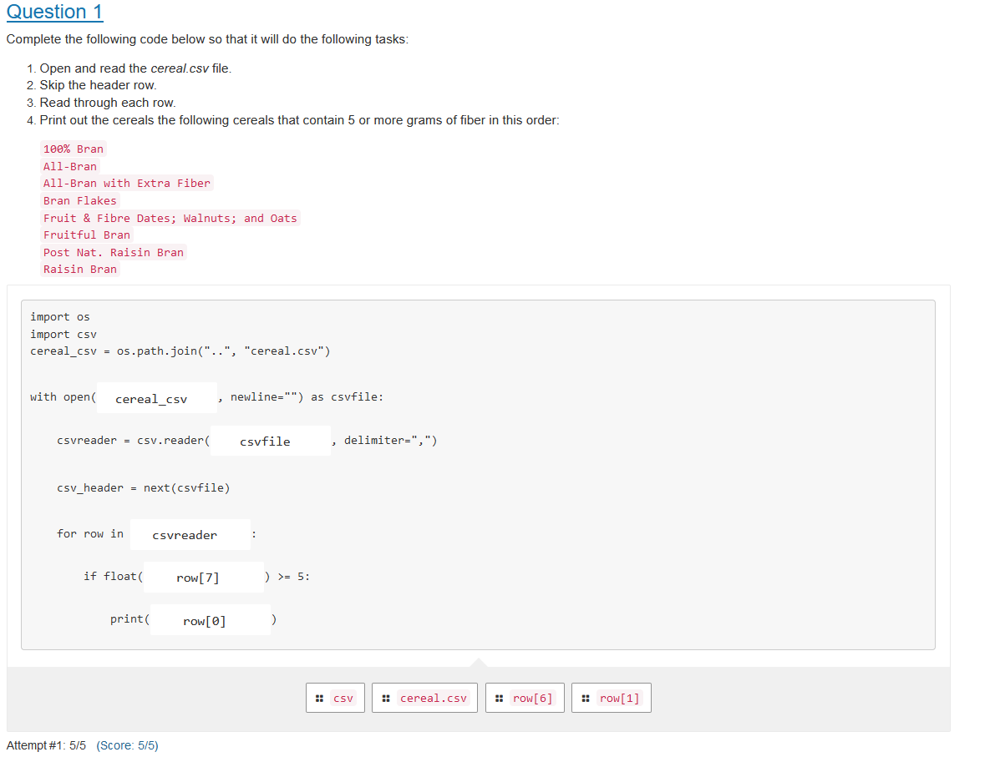 Question 1
Complete the following code below so that it will do the following tasks:
1. Open and read the cereal.csv file.
2. Skip the header row.
3. Read through each row.
4. Print out the cereals the following cereals that contain 5 or more grams of fiber in this order:
100% Bran
All-Bran
All-Bran with Extra Fiber
Bran Flakes
Fruit & Fibre Dates; Walnuts; and Oats
Fruitful Bran
Post Nat. Raisin Bran
Raisin Bran
import os
import csv
cereal_csv = os.path.join("..", "cereal.csv")
with open( cereal_csv , newline="") as csvfile:
csvreader = csv.reader( csvfile , delimiter=",")
csv_header = next(csvfile)
for row in csvreader :
if float( row[7] ) >= 5:
print( row[0] )
csv cereal.csv row[6] row[1]
Attempt #1: 5/5 (Score: 5/5)